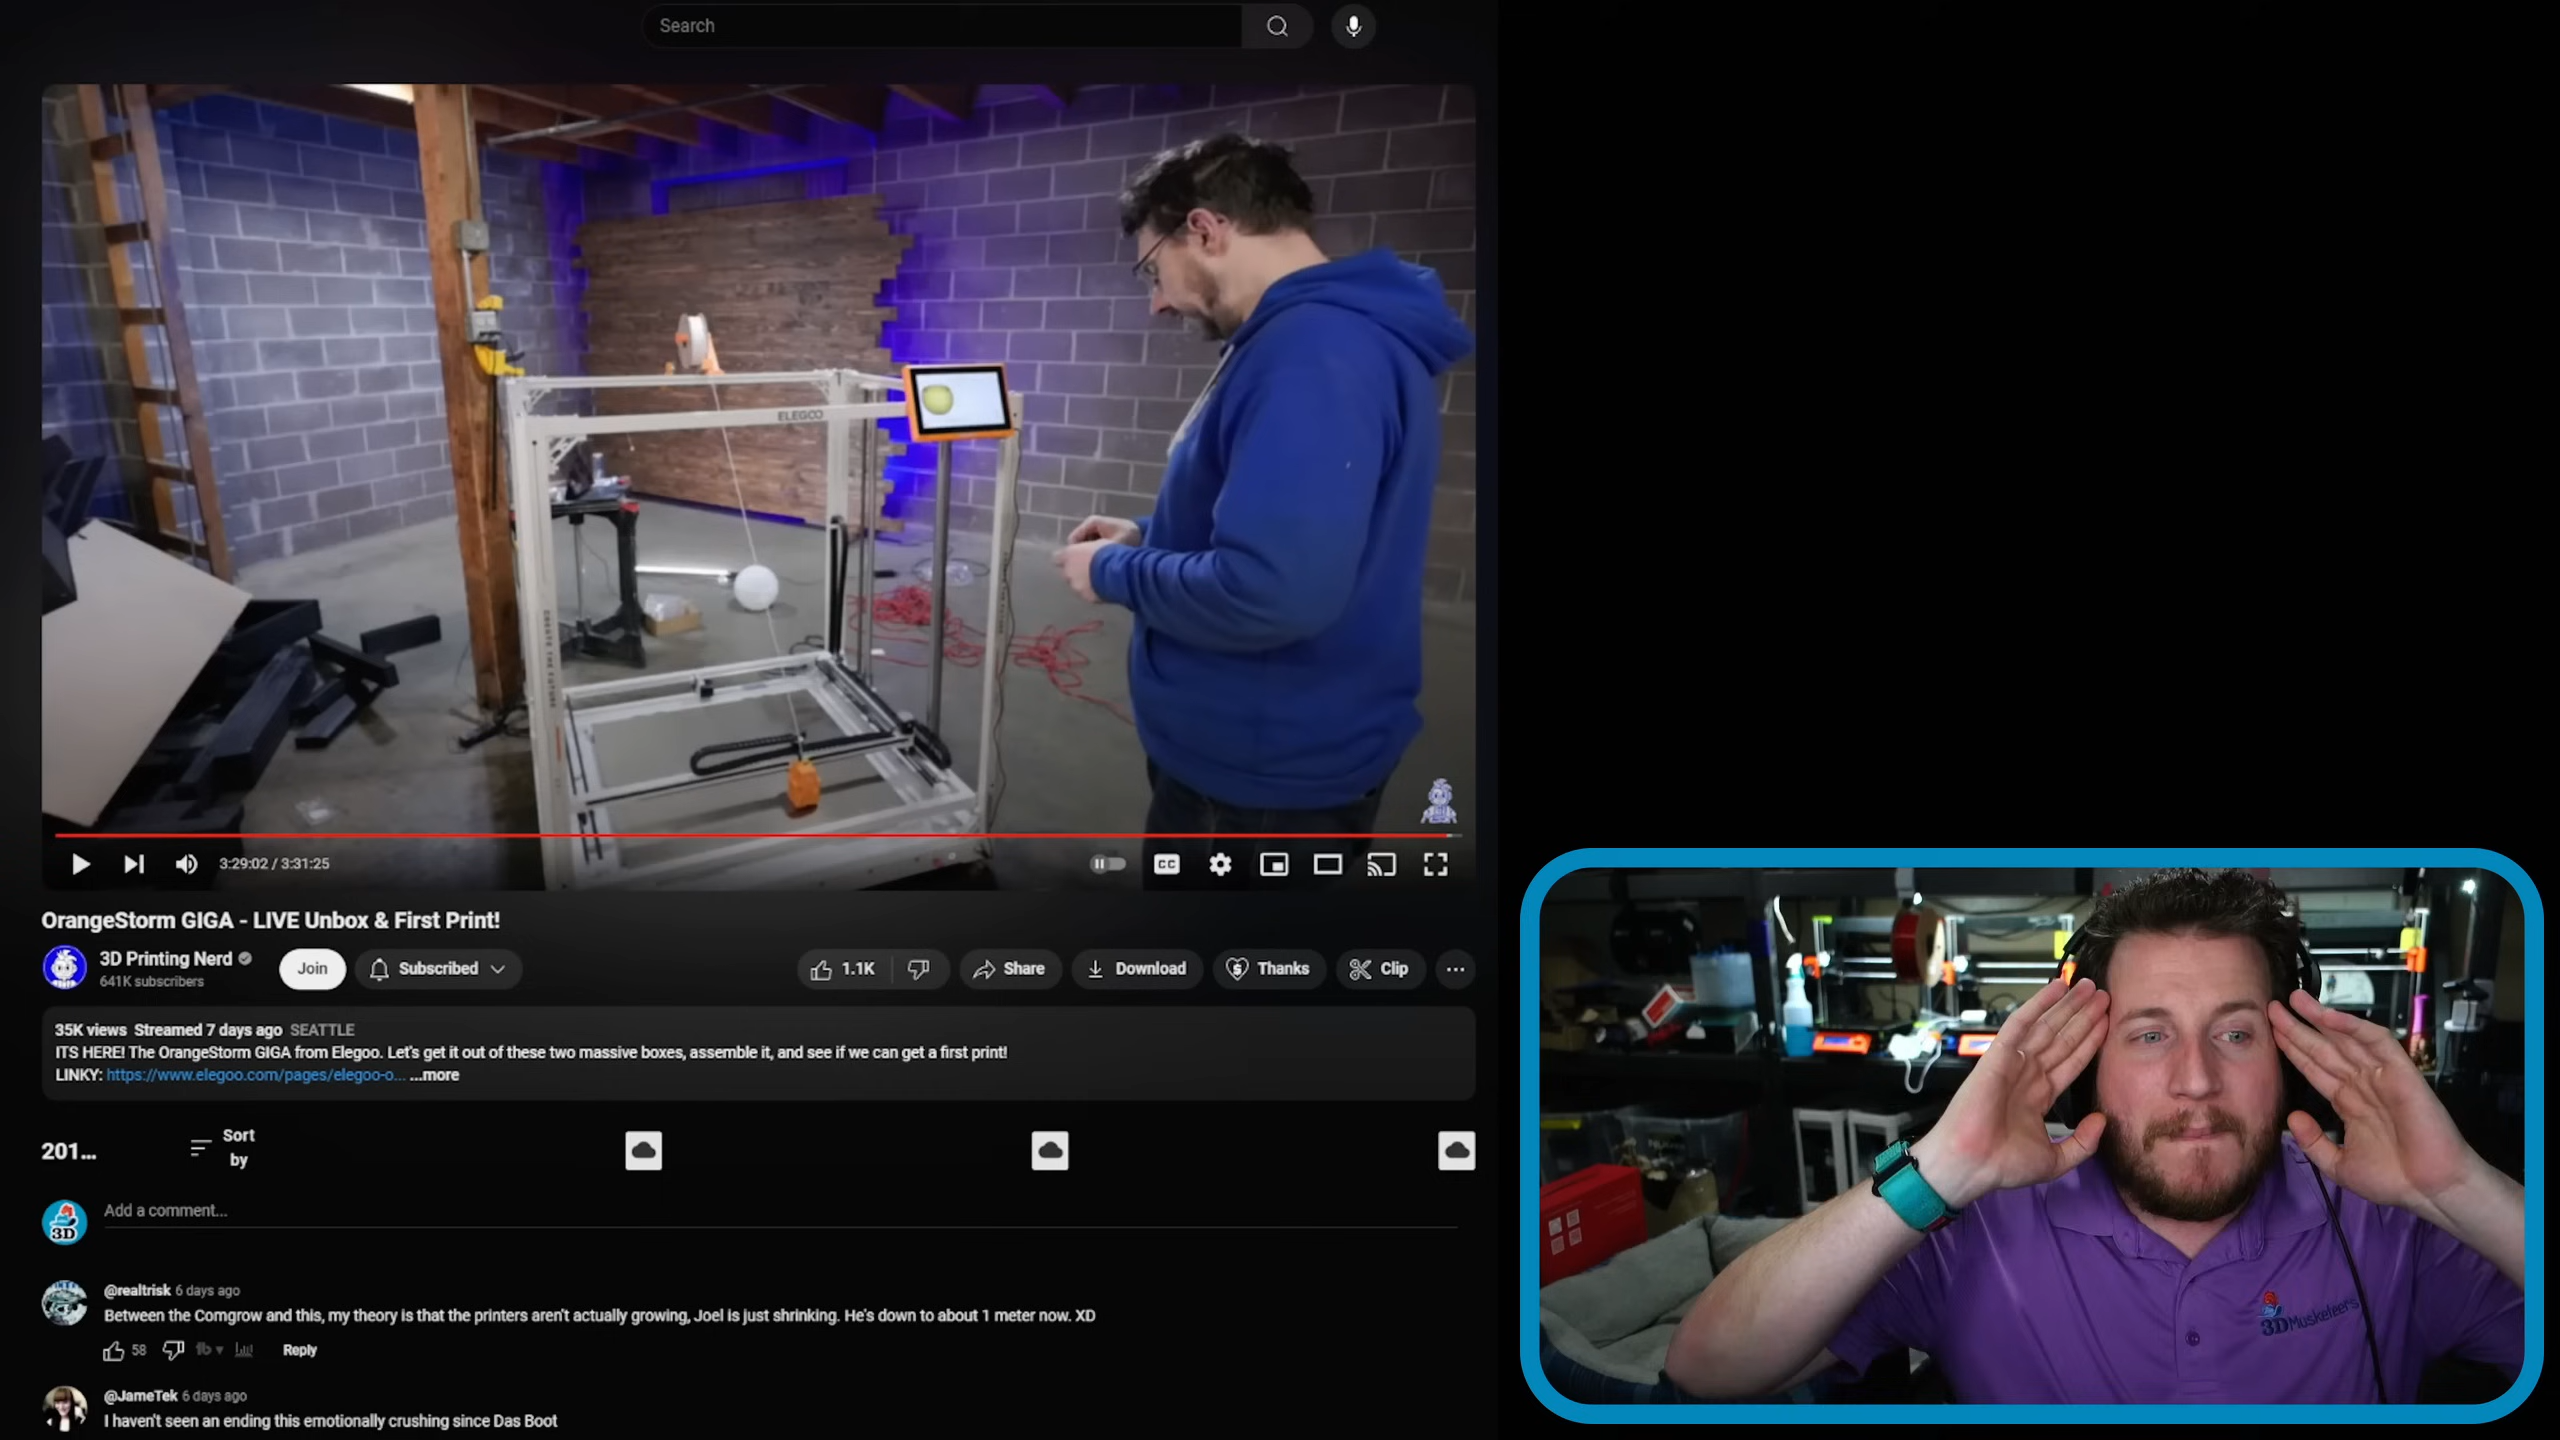 Search
ELEGOO
CREATE THE FUTURE
CC
3:29:02 / 3:31:25
OrangeStorm GIGA - LIVE Unbox & First Print!
3D Printing Nerd
641K subscribers
Join
Subscribed
1.1K
Share
Download
Thanks
Clip
35K views Streamed 7 days ago SEATTLE
ITS HERE! The OrangeStorm GIGA from Elegoo. Let's get it out of these two massive boxes, assemble it, and see if we can get a first print!
LINKY: https://www.elegoo.com/pages/elegoo-o... ...more
201...
Sort
by
3D
Add a comment...
@realtrisk 6 days ago
Between the Comgrow and this, my theory is that the printers aren't actually growing, Joel is just shrinking. He's down to about 1 meter now. XD
58
Reply
@JameTek 6 days ago
I haven't seen an ending this emotionally crushing since Das Boot
3DMusketeers